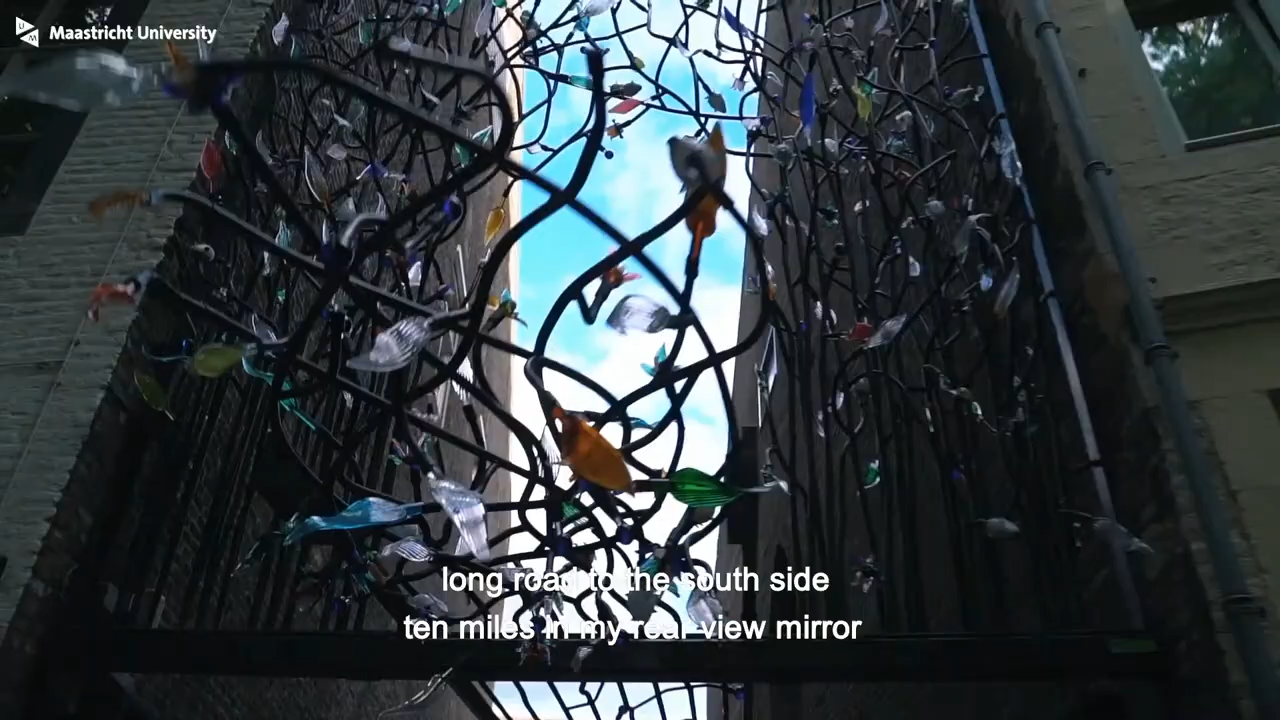 Maastricht University
long road to the south side
ten miles in my rear view mirror